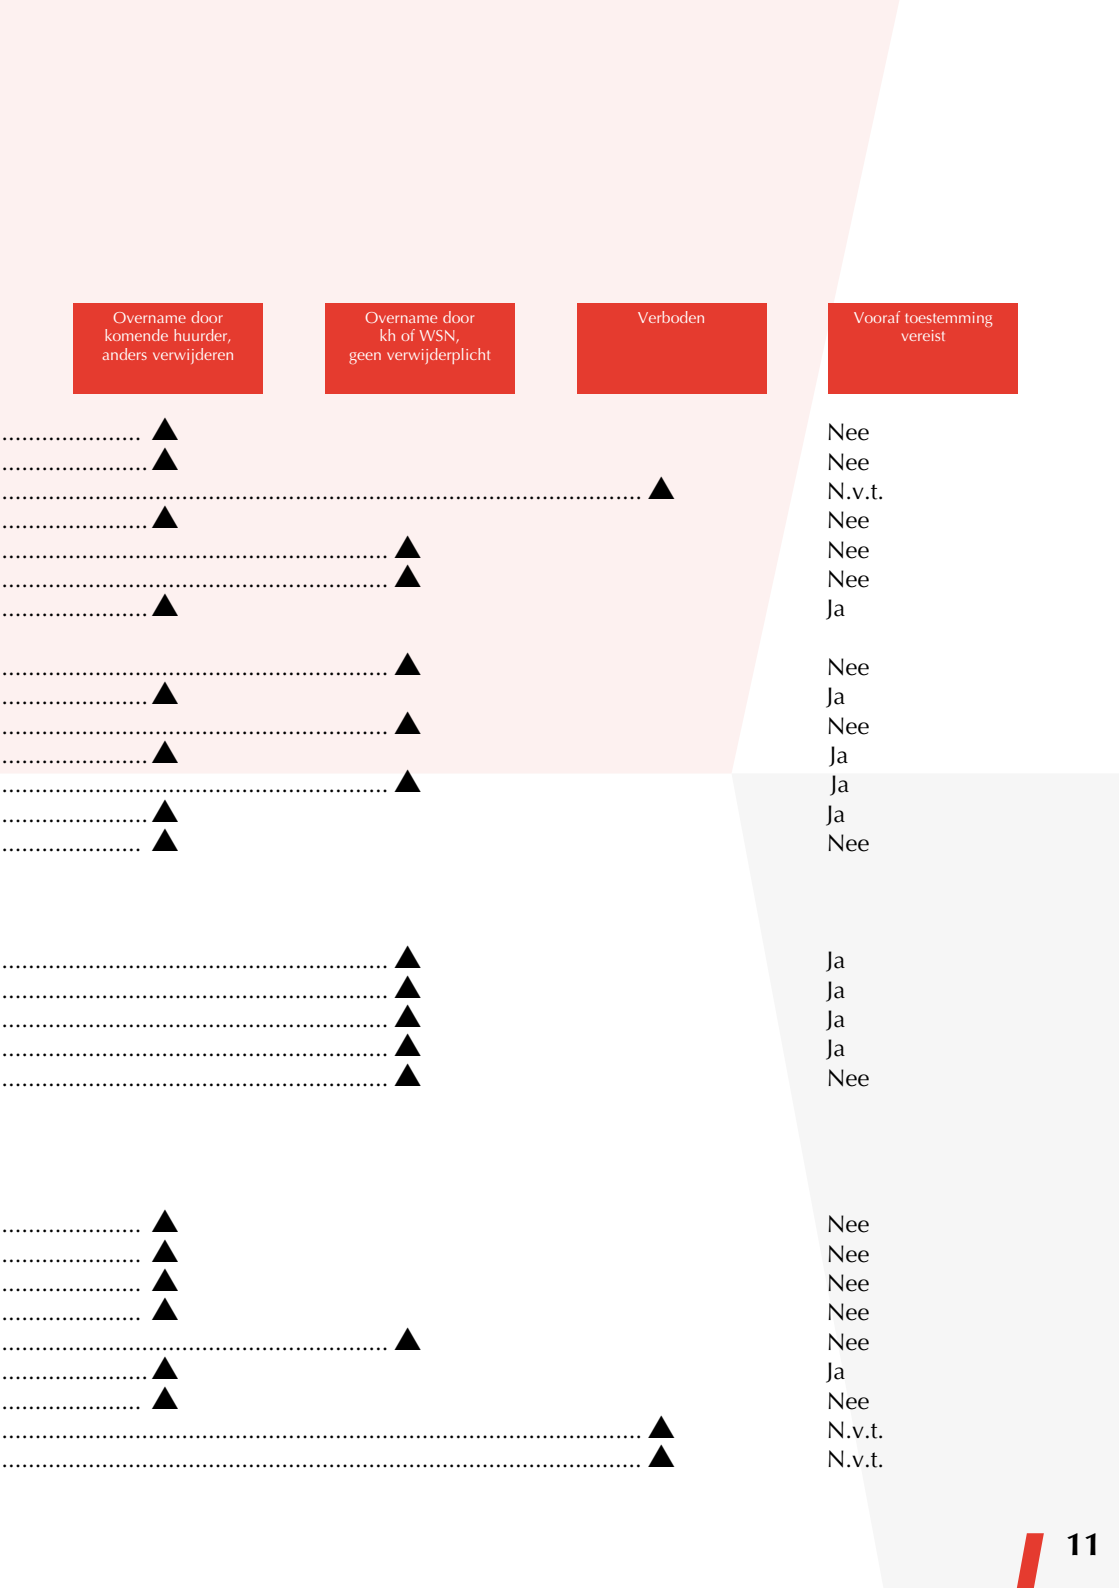 Overname door
komende huurder,
anders verwijderen
Overname door
kh of WSN,
geen verwijderplicht
Verboden
Vooraf toestemming
vereist
..................... ▲ Nee
...................... ▲ Nee
................................................................................................ ▲ N.v.t.
...................... ▲ Nee
.......................................................... ▲ Nee
.......................................................... ▲ Nee
...................... ▲ Ja
.......................................................... ▲ Nee
...................... ▲ Ja
.......................................................... ▲ Nee
...................... ▲ Ja
.......................................................... ▲ Ja
...................... ▲ Ja
..................... ▲ Nee
.......................................................... ▲ Ja
.......................................................... ▲ Ja
.......................................................... ▲ Ja
.......................................................... ▲ Ja
.......................................................... ▲ Nee
..................... ▲ Nee
..................... ▲ Nee
..................... ▲ Nee
..................... ▲ Nee
.......................................................... ▲ Nee
...................... ▲ Ja
..................... ▲ Nee
................................................................................................ ▲ N.v.t.
................................................................................................ ▲ N.v.t.
11